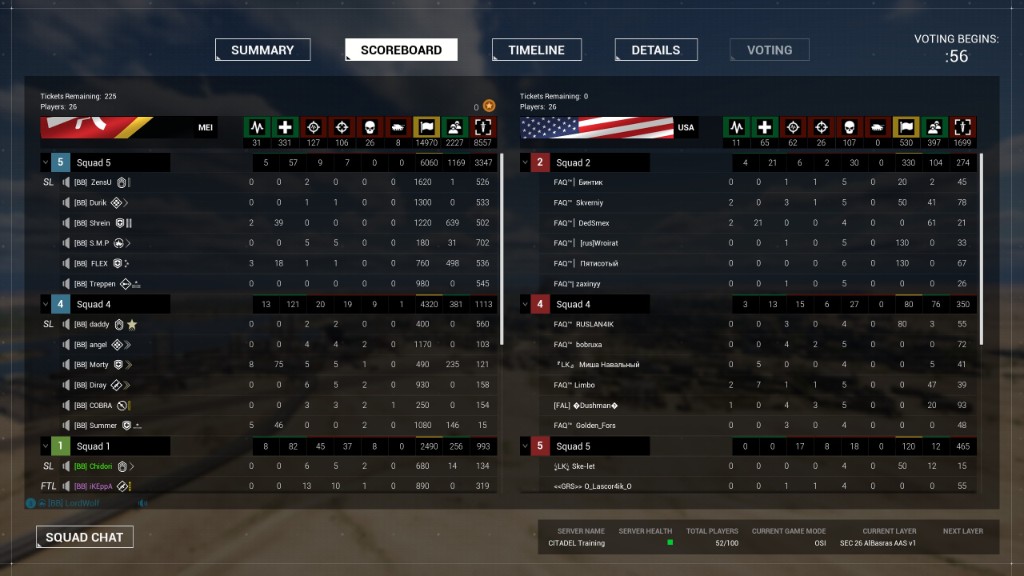 SUMMARY SCOREBOARD TIMELINE DETAILS VOTING
VOTING BEGINS:
:56
Tickets Remaining: 225
Players: 26
0
MEI
31 331 127 106 26 8 14970 2227 8557
5 Squad 5 5 57 9 7 0 0 6060 1169 3347
SL [BB] ZensU 0 0 2 0 0 0 1620 1 526
[BB] Durik 0 0 1 1 0 0 1300 0 533
[BB] Shrein 2 39 0 0 0 0 1220 639 502
[BB] S.M.P 0 0 5 5 0 0 180 31 702
[BB] FLEX 3 18 1 1 0 0 760 498 536
[BB] Treppen 0 0 0 0 0 0 980 0 545
4 Squad 4 13 121 20 19 9 1 4320 381 1113
SL [BB] daddy 0 0 2 2 0 0 400 0 560
[BB] angel 0 0 4 4 2 0 1170 0 103
[BB] Morty 8 75 5 5 1 0 490 235 121
[BB] Diray 0 0 6 5 2 0 930 0 158
[BB] COBRA 0 0 3 3 2 1 250 0 154
[BB] Summer 5 46 0 0 2 0 1080 146 15
1 Squad 1 8 82 45 37 8 0 2490 256 993
SL [BB] Chidori 0 0 6 5 2 0 680 14 134
FTL [BB] iKEppA 0 0 13 10 1 0 890 0 319
[BB] LordWolf
Tickets Remaining: 0
Players: 26
USA
11 65 62 26 107 0 530 397 1699
2 Squad 2 4 21 6 2 30 0 330 104 274
FAQ™| Бинтик 0 0 1 1 5 0 20 2 45
FAQ™ Skverniy 2 0 3 1 5 0 50 41 78
FAQ™| Ded5mex 2 21 0 0 4 0 0 61 21
FAQ™| [rus]Wroirat 0 0 1 0 5 0 130 0 33
FAQ™| Пятисотый 0 0 0 0 6 0 130 0 67
FAQ™| zaxinyy 0 0 1 0 5 0 0 0 26
4 Squad 4 3 13 15 6 27 0 80 76 350
FAQ™ RUSLAN4IK 0 0 3 0 4 0 80 3 55
FAQ™ bobruxa 0 0 4 2 6 0 0 0 72
Миша Навальный 0 5 0 0 4 0 0 6 41
FAQ™ Limbo 2 7 1 1 5 0 0 47 39
[FAL] �Dushman� 1 0 4 3 5 0 0 20 93
FAQ™ Golden_Fors 0 0 3 0 4 0 0 0 48
5 Squad 5 0 0 17 8 18 0 120 12 465
Ske-let 0 0 0 0 4 0 50 12 15
««GRS»» O_Lascor4ik_O 0 0 4 1 4 0 0 0 55
SQUAD CHAT
SERVER NAME SERVER HEALTH TOTAL PLAYERS CURRENT GAME MODE CURRENT LAYER NEXT LAYER
CITADEL Training 52/100 OSI SEC 26 AlBasras AAS v1